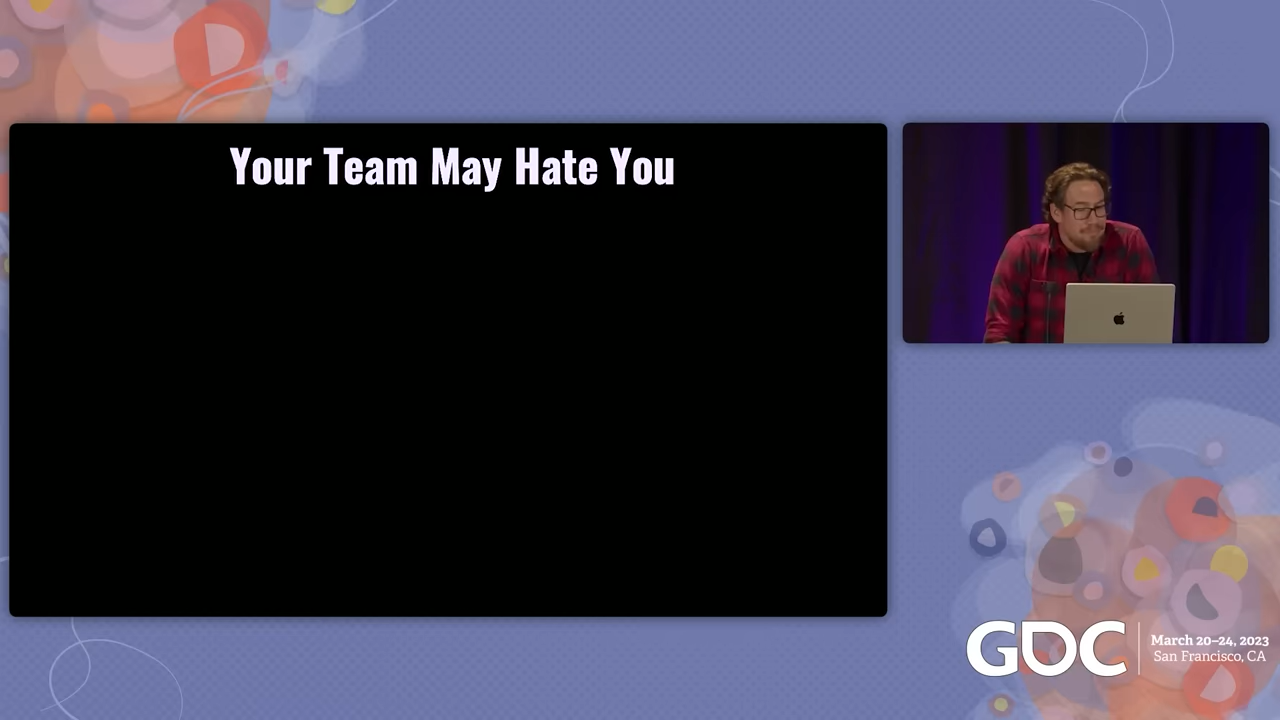 Your Team May Hate You
GDC
March 20–24, 2023
San Francisco, CA